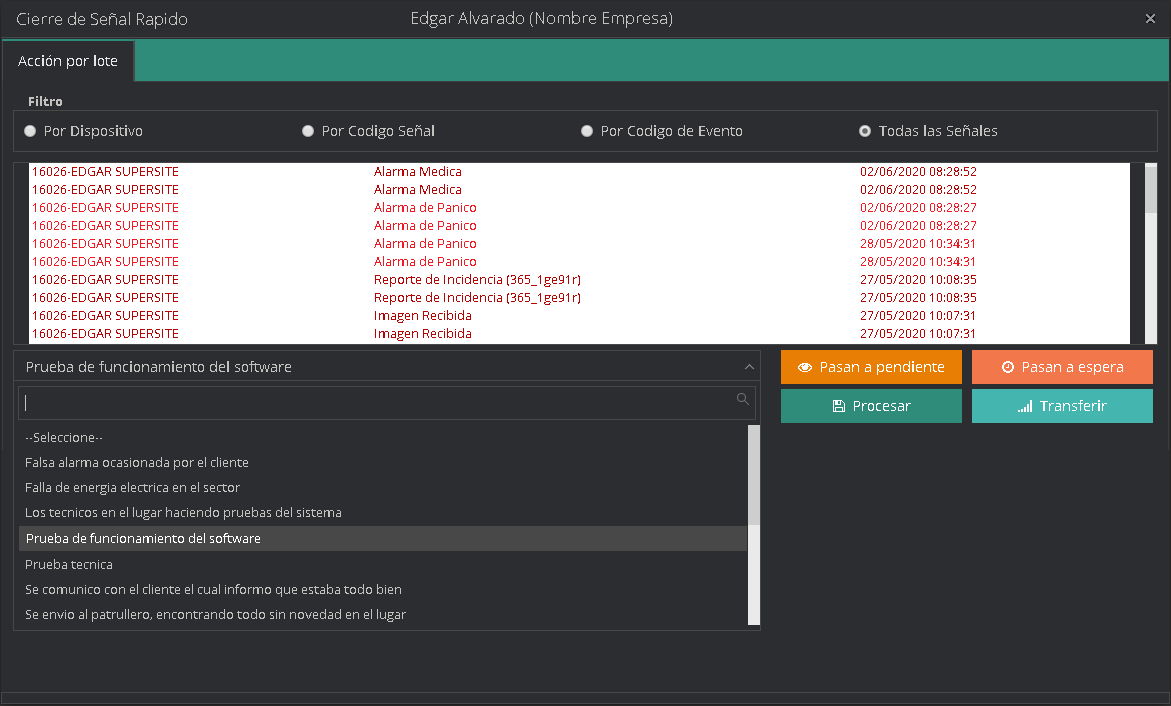 Cierre de Señal Rapido Edgar Alvarado (Nombre Empresa)
Acción por lote
Filtro
Por Dispositivo Por Codigo Señal Por Codigo de Evento Todas las Señales
16026-EDGAR SUPERSITE Alarma Medica 02/06/2020 08:28:52
16026-EDGAR SUPERSITE Alarma Medica 02/06/2020 08:28:52
16026-EDGAR SUPERSITE Alarma de Panico 02/06/2020 08:28:27
16026-EDGAR SUPERSITE Alarma de Panico 02/06/2020 08:28:27
16026-EDGAR SUPERSITE Alarma de Panico 28/05/2020 10:34:31
16026-EDGAR SUPERSITE Alarma de Panico 28/05/2020 10:34:31
16026-EDGAR SUPERSITE Reporte de Incidencia (365_1ge91r) 27/05/2020 10:08:35
16026-EDGAR SUPERSITE Reporte de Incidencia (365_1ge91r) 27/05/2020 10:08:35
16026-EDGAR SUPERSITE Imagen Recibida 27/05/2020 10:07:31
16026-EDGAR SUPERSITE Imagen Recibida 27/05/2020 10:07:31
Prueba de funcionamiento del software Pasan a pendiente Pasan a espera
Procesar Transferir
--Seleccione--
Falsa alarma ocasionada por el cliente
Falla de energia electrica en el sector
Los tecnicos en el lugar haciendo pruebas del sistema
Prueba de funcionamiento del software
Prueba tecnica
Se comunico con el cliente el cual informo que estaba todo bien
Se envio al patrullero, encontrando todo sin novedad en el lugar